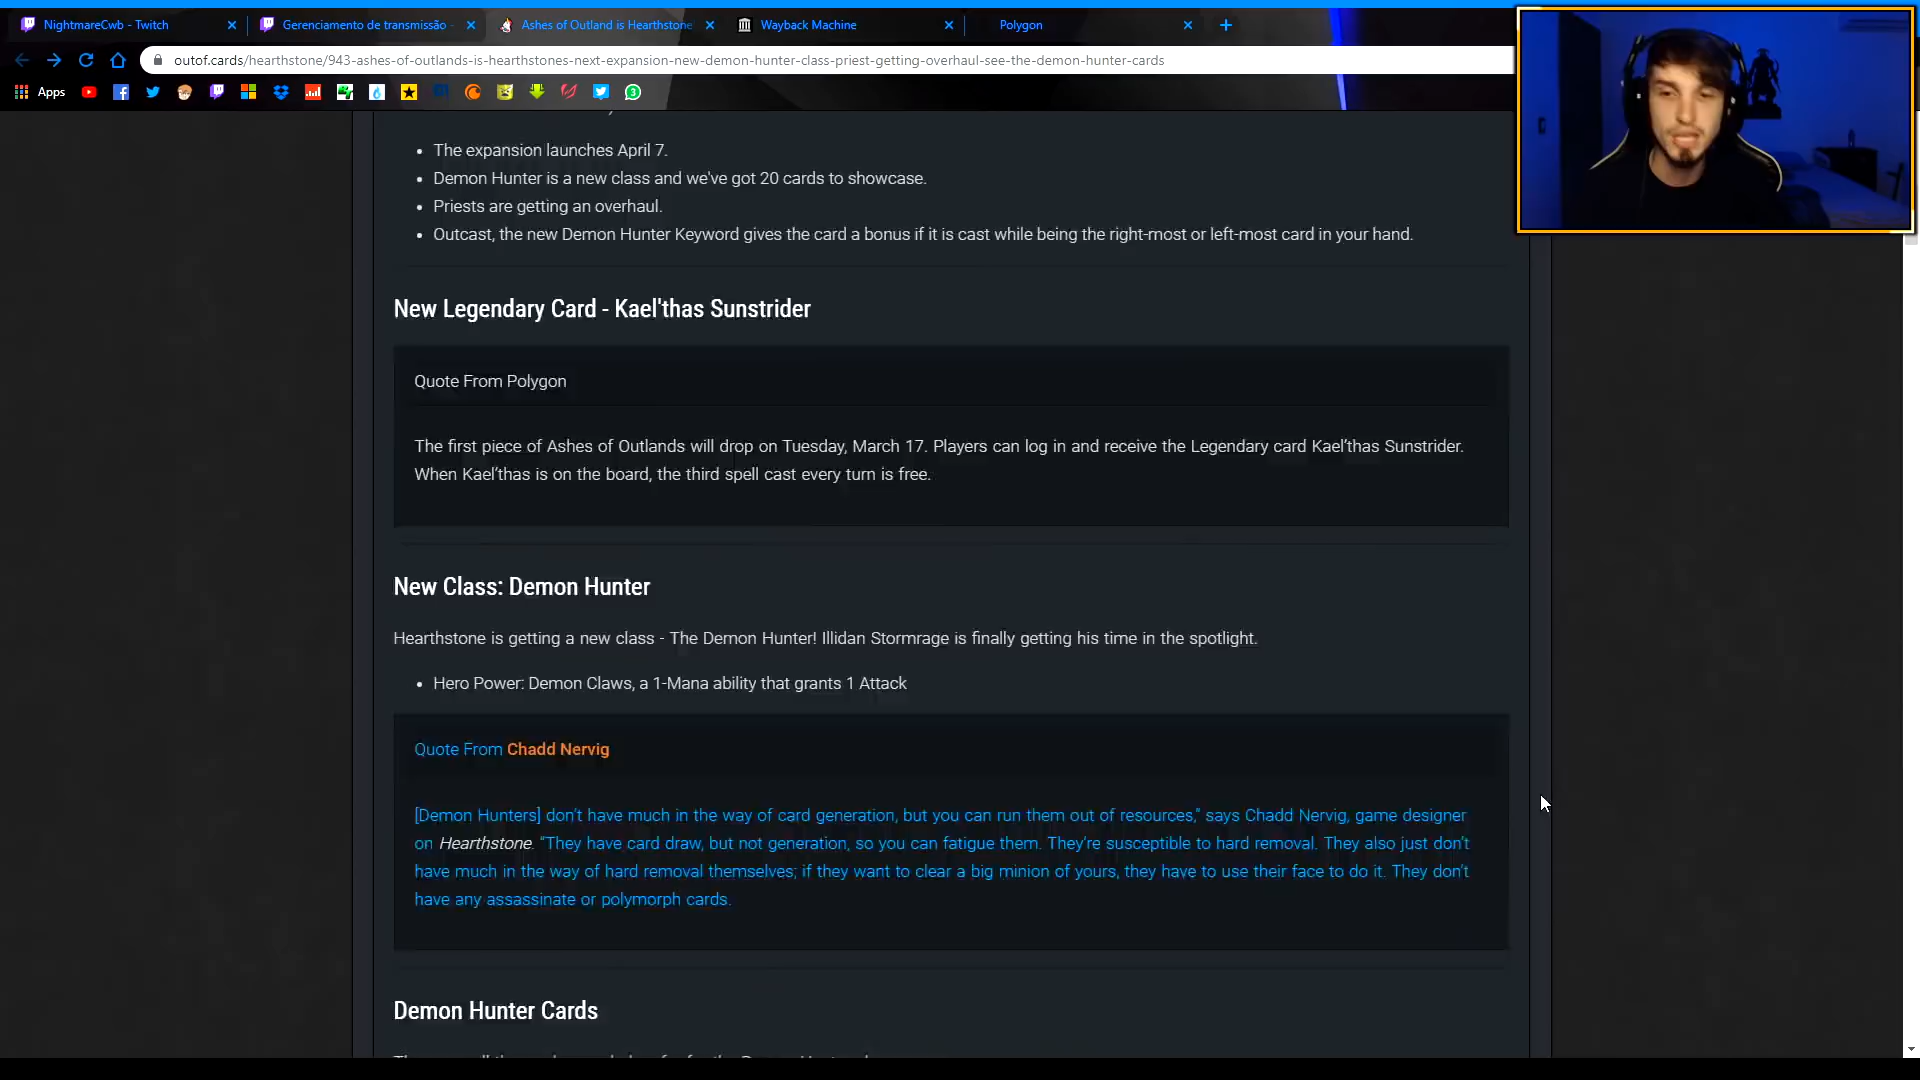 NightmareCwb - Twitch
Gerenciamento de transmissão -
Ashes of Outland is Hearthstone
Wayback Machine
Polygon
outof.cards/hearthstone/943-ashes-of-outlands-is-hearthstones-next-expansion-new-demon-hunter-class-priest-getting-overhaul-see-the-demon-hunter-cards
Apps
3
• The expansion launches April 7.
• Demon Hunter is a new class and we've got 20 cards to showcase.
• Priests are getting an overhaul.
• Outcast, the new Demon Hunter Keyword gives the card a bonus if it is cast while being the right-most or left-most card in your hand.
New Legendary Card - Kael'thas Sunstrider
Quote From Polygon
The first piece of Ashes of Outlands will drop on Tuesday, March 17. Players can log in and receive the Legendary card Kael’thas Sunstrider.
When Kael’thas is on the board, the third spell cast every turn is free.
New Class: Demon Hunter
Hearthstone is getting a new class - The Demon Hunter! Illidan Stormrage is finally getting his time in the spotlight.
• Hero Power: Demon Claws, a 1-Mana ability that grants 1 Attack
Quote From Chadd Nervig
[Demon Hunters] don’t have much in the way of card generation, but you can run them out of resources,” says Chadd Nervig, game designer
on Hearthstone. “They have card draw, but not generation, so you can fatigue them. They’re susceptible to hard removal. They also just don’t
have much in the way of hard removal themselves; if they want to clear a big minion of yours, they have to use their face to do it. They don’t
have any assassinate or polymorph cards.
Demon Hunter Cards